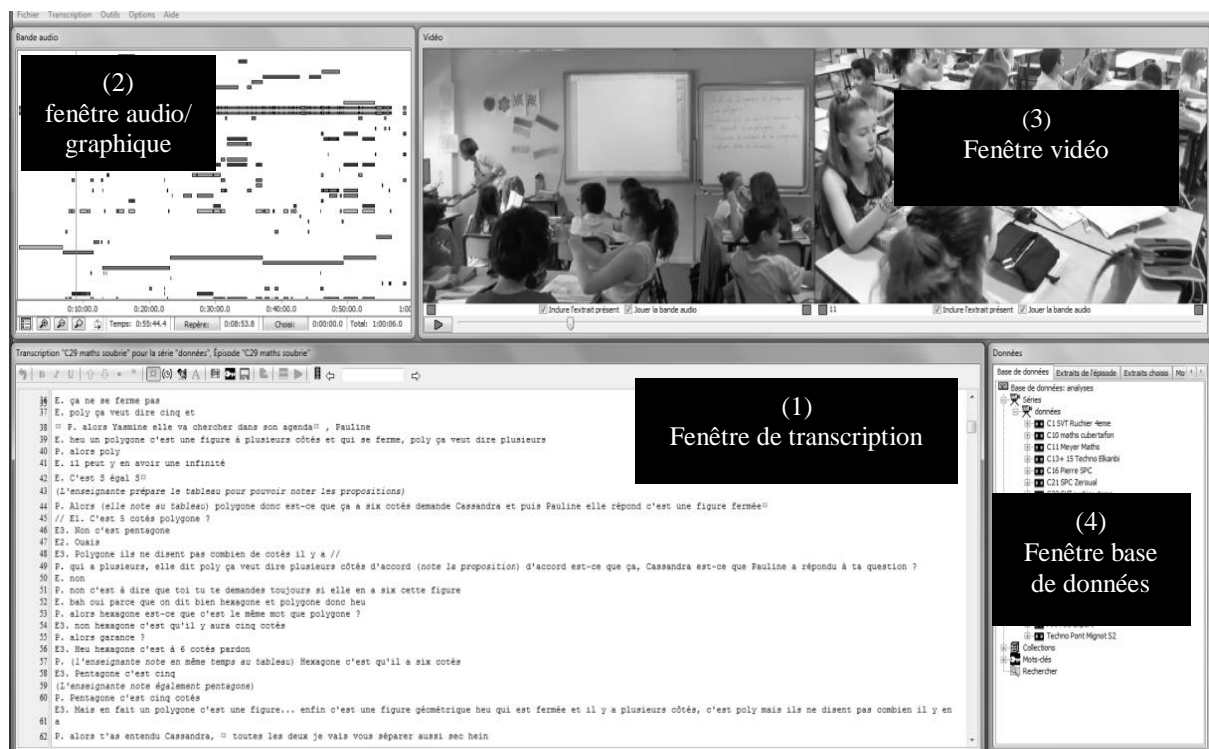 Fichier Transcription Outils Options Aide
Bande audio
(2)
fenêtre audio/
graphique
0:10:00.0 0:20:00.0 0:30:00.0 0:40:00.0 0:50:00.0 1:00
Temps: 0:55:44.4 Repère: 0:08:53.8 Choisi: 0:00:00.0 Total: 1:00:06.0
Vidéo
(3)
Fenêtre vidéo
Indure l'extrait présent Jouer la bande audio
11 Indure l'extrait présent Jouer la bande audio
Transcription "C29 maths soubrie" pour la série "données", Épisode "C29 maths soubrie"
(1)
Fenêtre de transcription
36 E. ça ne se ferme pas
37 E. poly ça veut dire cinq et
38 ¤ P. alors Yasmine elle va chercher dans son agenda¤ , Pauline
39 E. heu un polygone c'est une figure à plusieurs côtés et qui se ferme, poly ça veut dire plusieurs
40 P. alors poly
41 E. il peut y en avoir une infinité
42 E. C'est S égal S¤
43 (L'enseignante prépare le tableau pour pouvoir noter les propositions)
44 P. Alors (elle note au tableau) polygone donc est-ce que ça a six cotés demande Cassandra et puis Pauline elle répond c'est une figure fermée¤
45 // E1. C'est 5 cotés polygone ?
46 E3. Non c'est pentagone
47 E2. Ouais
48 E3. Polygone ils ne disent pas combien de cotés il y a //
49 P. qui a plusieurs, elle dit poly ça veut dire plusieurs côtés d'accord (note la proposition) d'accord est-ce que ça, Cassandra est-ce que Pauline a répondu à ta question ?
50 E. non
51 P. non c'est à dire que toi tu te demandes toujours si elle en a six cette figure
52 E. bah oui parce que on dit bien hexagone et polygone donc heu
53 P. alors hexagone est-ce que c'est le même mot que polygone ?
54 E3. non hexagone c'est qu'il y aura cinq cotés
55 P. alors garance ?
56 E3. Heu hexagone c'est à 6 cotés pardon
57 P. (L'enseignante note en même temps au tableau) Hexagone c'est qu'il a six cotés
58 E3. Pentagone c'est cinq
59 (L'enseignante note également pentagone)
60 P. Pentagone c'est cinq cotés
E3. Mais en fait un polygone c'est une figure... enfin c'est une figure géométrique heu qui est fermée et il y a plusieurs côtés, c'est poly mais ils ne disent pas combien il y en
61 a
62 P. alors t'as entendu Cassandra, ¤ toutes les deux je vais vous séparer aussi sec hein
Données
Base de données Extraits de l'épisode Extraits choisis Mo
Base de données: analyses
Séries
données
C1 SVT Ruchier 4eme
C10 maths cubertafon
C11 Meyer Maths
C13+ 15 Techno Elkanbi
C16 Pierre SPC
C21 SPC Zeroual
(4)
Fenêtre base
de données
Techno Pont Mignot S2
Collections
Mots-clés
Rechercher